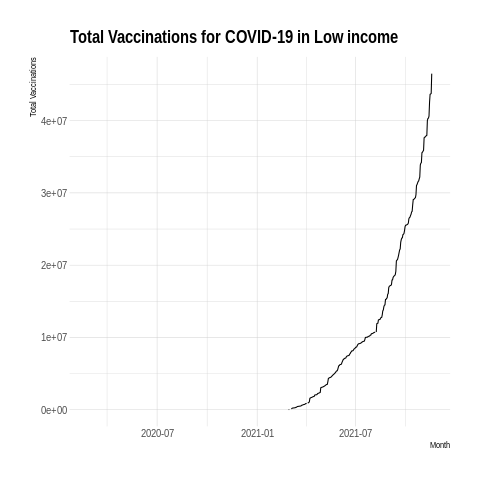 Total Vaccinations for COVID-19 in Low income
Total Vaccinations
4e+07
3e+07
2e+07
1e+07
0e+00
2020-07 2021-01 2021-07
Month